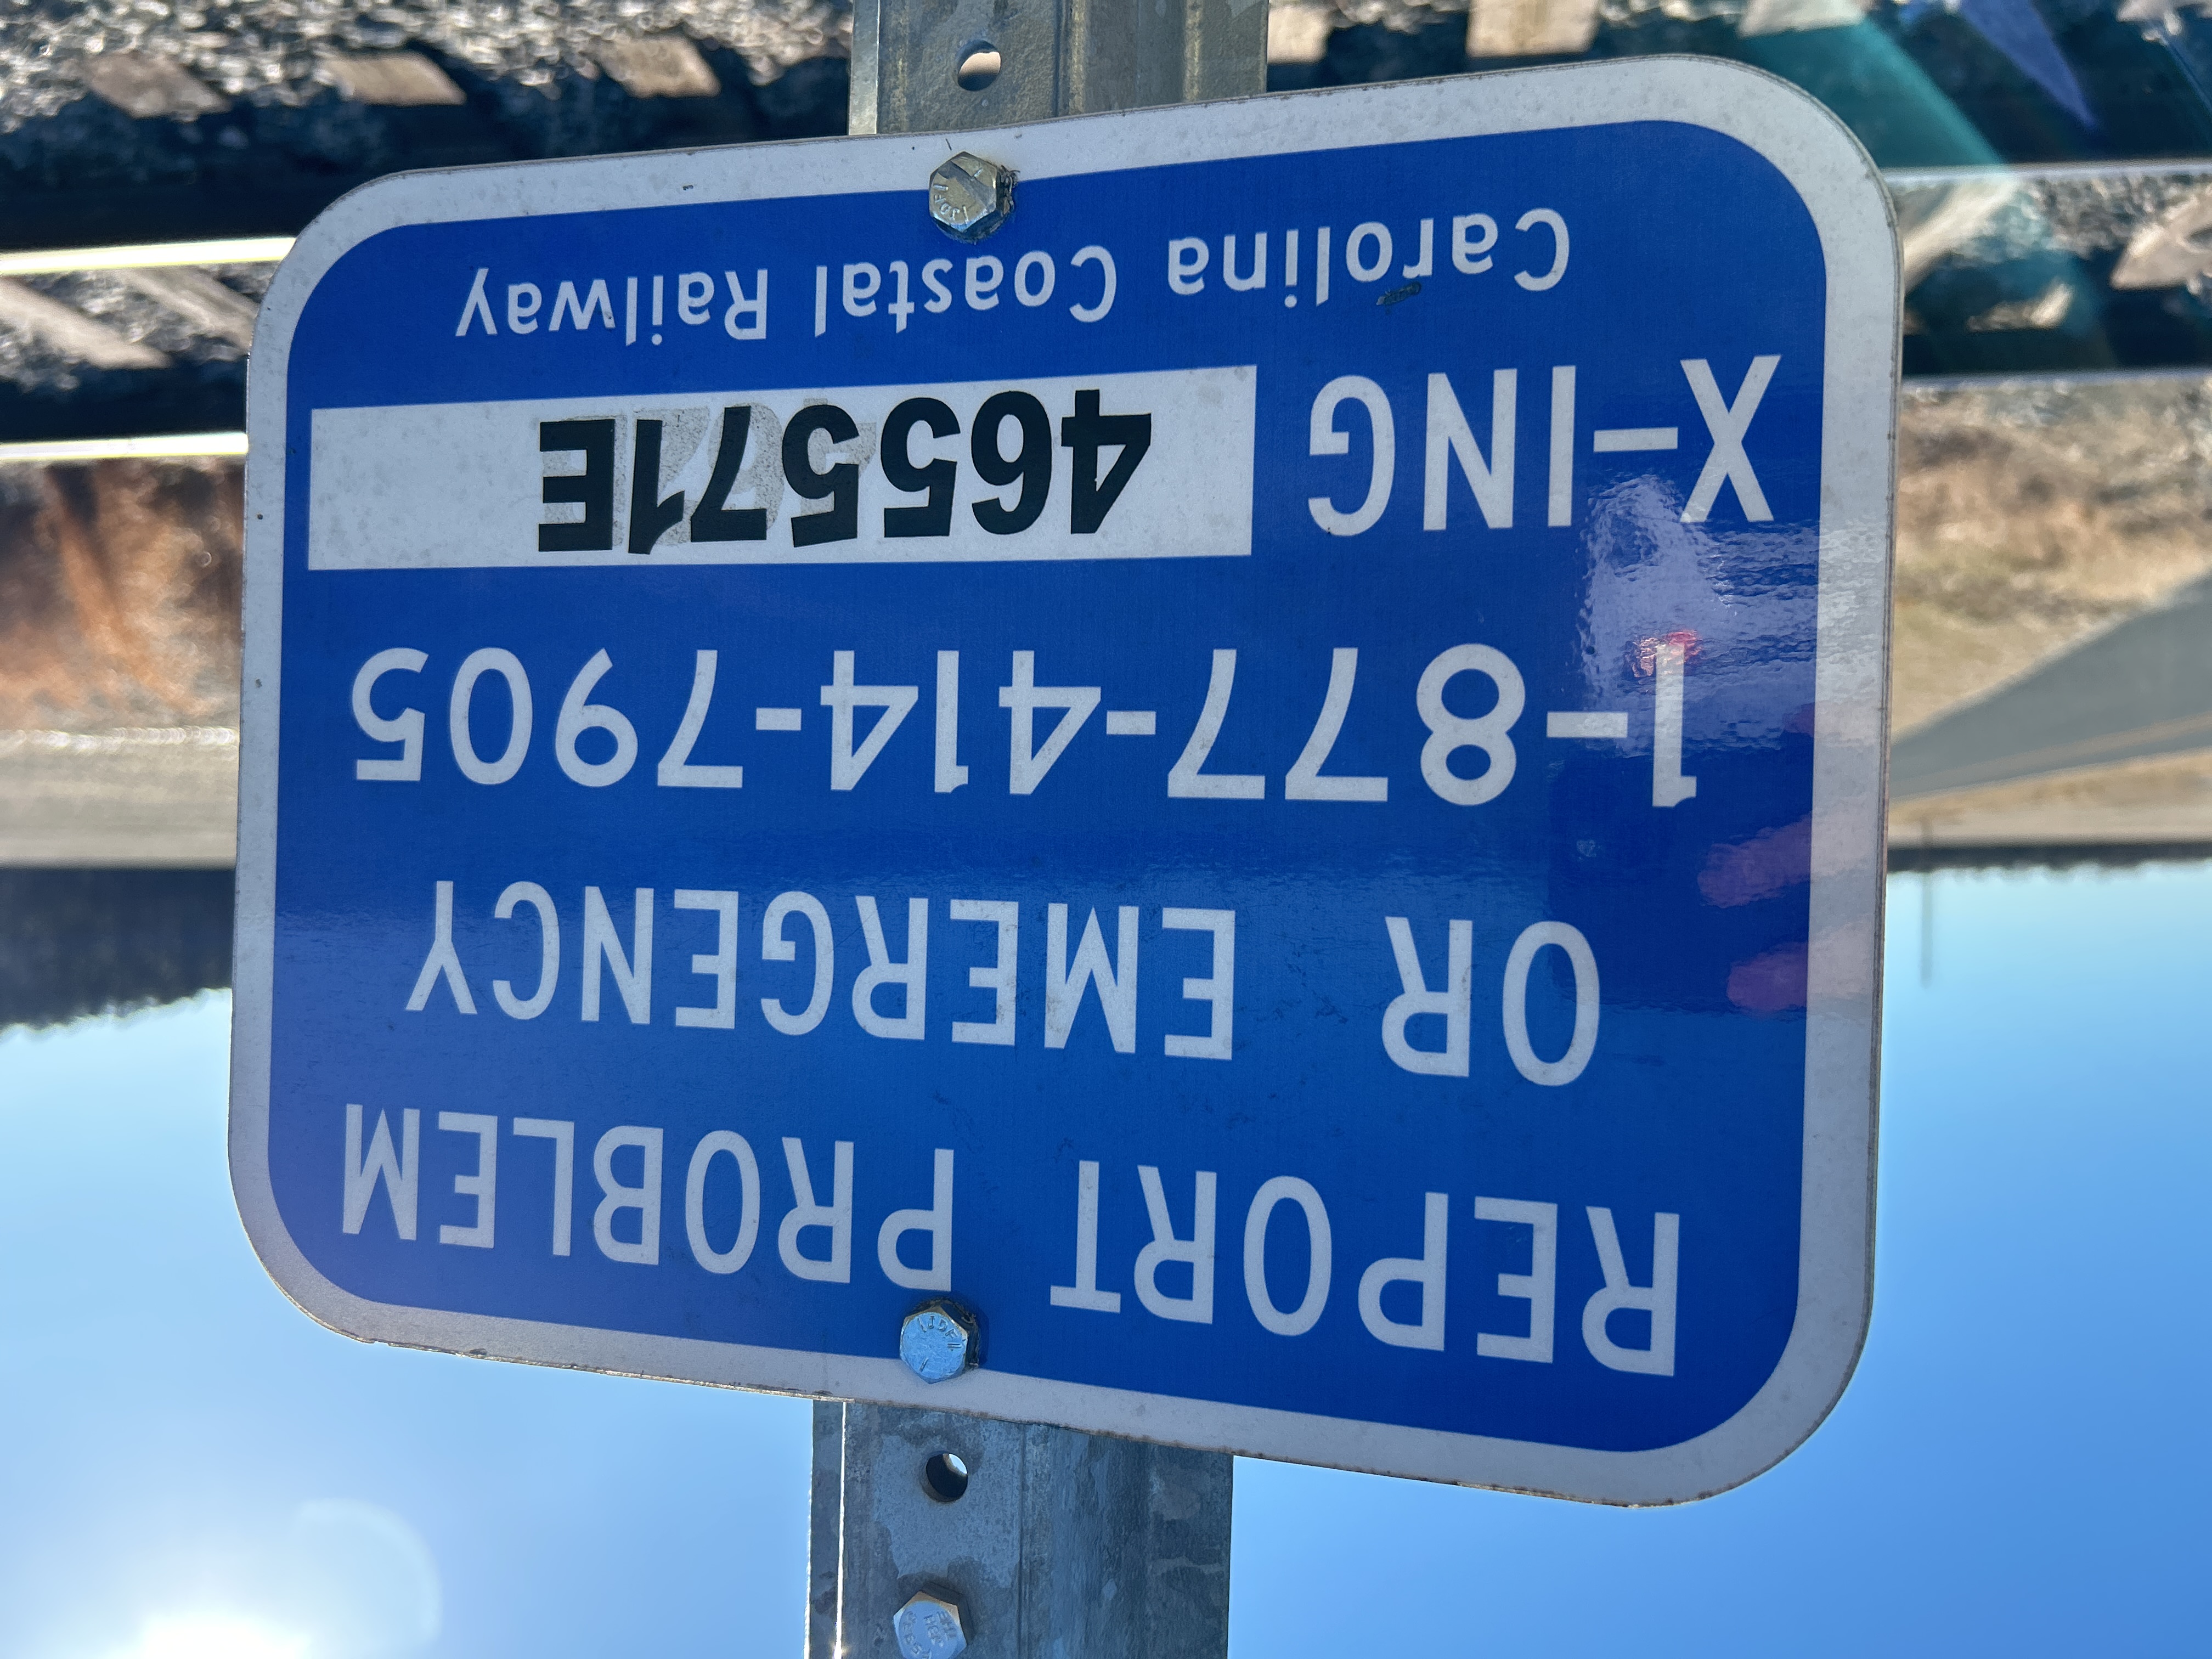 REPORT PROBLEM
OR EMERGENCY
1-877-414-7905
X-ING 465571E
Carolina Coastal Railway